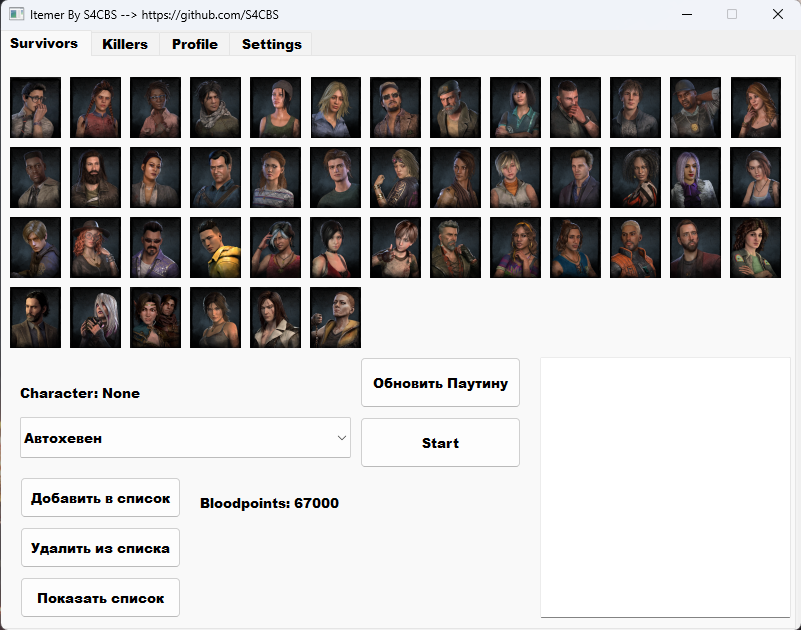 Itemer By S4CBS --> https://github.com/S4CBS
Survivors Killers Profile Settings
Character: None
Обновить Паутину
Автохевен
Start
Добавить в список
Bloodpoints: 67000
Удалить из списка
Показать список